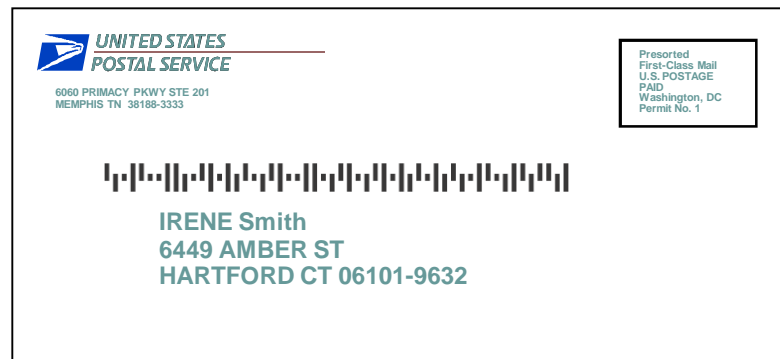 UNITED STATES
POSTAL SERVICE
6060 PRIMACY PKWY STE 201
MEMPHIS TN 38188-3333
Presorted
First-Class Mail
U.S. POSTAGE
PAID
Washington, DC
Permit No. 1
IRENE Smith
6449 AMBER ST
HARTFORD CT 06101-9632